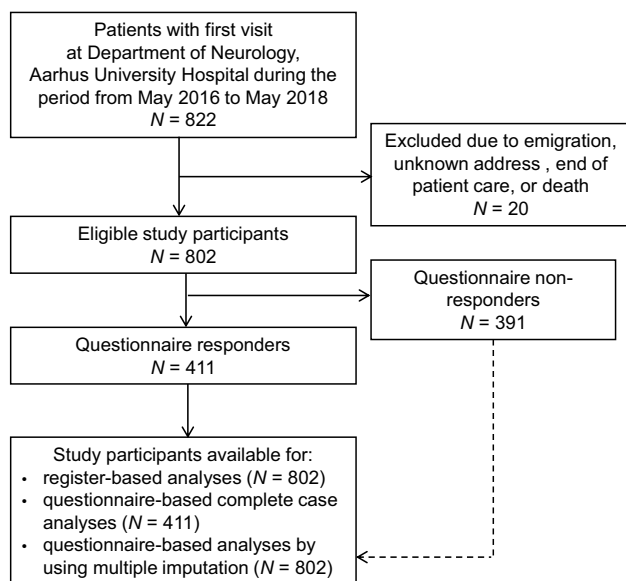 Patients with first visit
at Department of Neurology,
Aarhus University Hospital during the
period from May 2016 to May 2018
N = 822
Excluded due to emigration,
unknown address , end of
patient care, or death
N = 20
Eligible study participants
N = 802
Questionnaire non-
responders
N = 391
Questionnaire responders
N = 411
Study participants available for:
• register-based analyses (N = 802)
• questionnaire-based complete case
analyses (N = 411)
• questionnaire-based analyses by
using multiple imputation (N = 802)